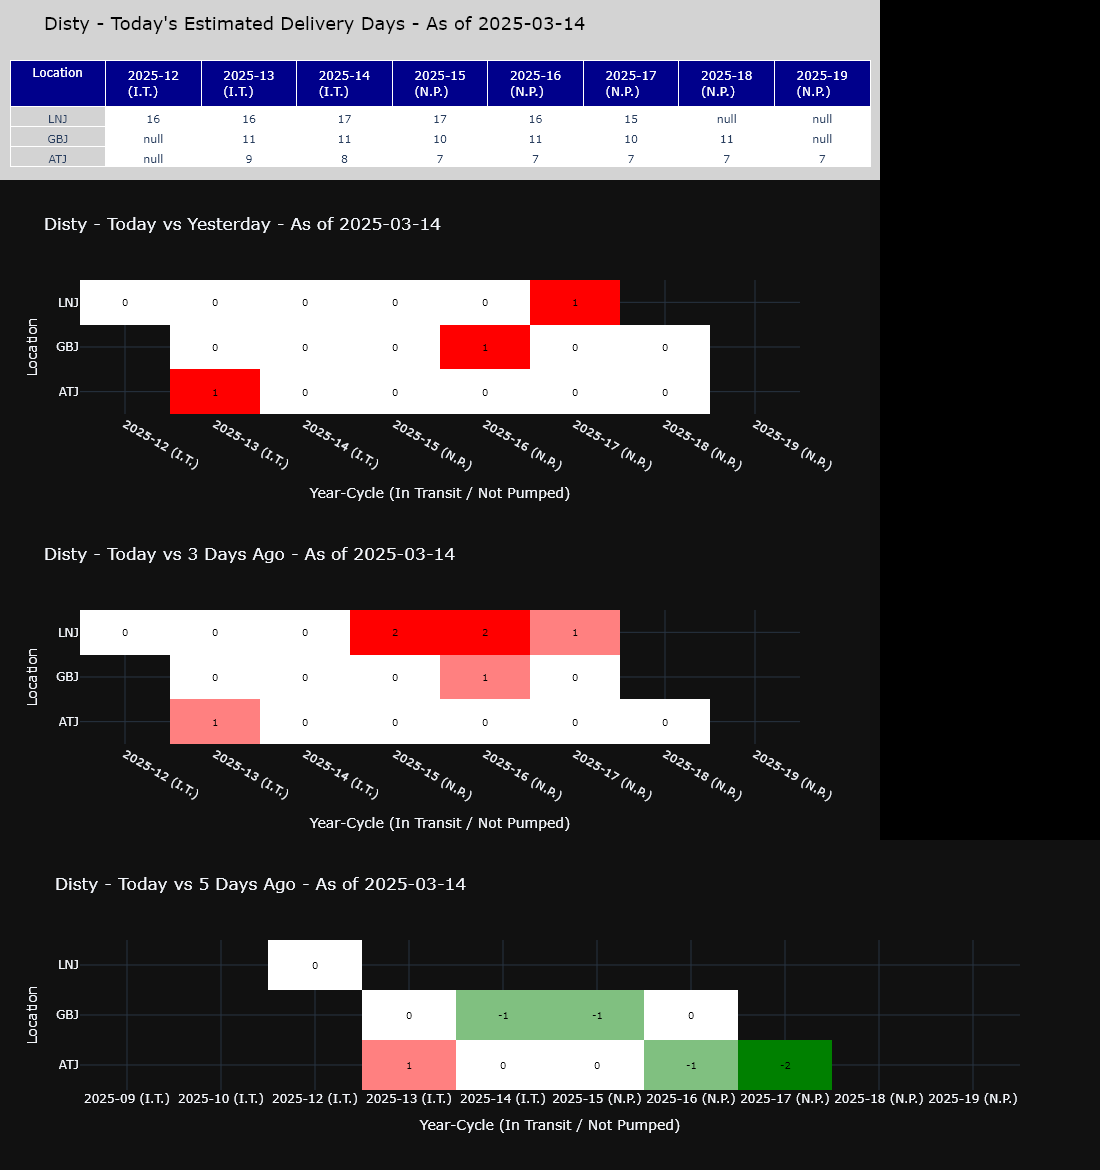 Disty - Today's Estimated Delivery Days - As of 2025-03-14
Location 2025-12 (I.T.) 2025-13 (I.T.) 2025-14 (I.T.) 2025-15 (N.P.) 2025-16 (N.P.) 2025-17 (N.P.) 2025-18 (N.P.) 2025-19 (N.P.)
LNJ 16 16 17 17 16 15 null null
GBJ null 11 11 10 11 10 11 null
ATJ null 9 8 7 7 7 7 7
Disty - Today vs Yesterday - As of 2025-03-14
Location
LNJ 0 0 0 0 0 1
GBJ 0 0 0 1 0 0
ATJ 1 0 0 0 0 0
2025-12 (I.T.) 2025-13 (I.T.) 2025-14 (I.T.) 2025-15 (N.P.) 2025-16 (N.P.) 2025-17 (N.P.) 2025-18 (N.P.) 2025-19 (N.P.)
Year-Cycle (In Transit / Not Pumped)
Disty - Today vs 3 Days Ago - As of 2025-03-14
Location
LNJ 0 0 0 2 2 1
GBJ 0 0 0 1 0
ATJ 1 0 0 0 0 0
2025-12 (I.T.) 2025-13 (I.T.) 2025-14 (I.T.) 2025-15 (N.P.) 2025-16 (N.P.) 2025-17 (N.P.) 2025-18 (N.P.) 2025-19 (N.P.)
Year-Cycle (In Transit / Not Pumped)
Disty - Today vs 5 Days Ago - As of 2025-03-14
Location
LNJ 0
GBJ 0 -1 -1 0
ATJ 1 0 0 -1 -2
2025-09 (I.T.) 2025-10 (I.T.) 2025-12 (I.T.) 2025-13 (I.T.) 2025-14 (I.T.) 2025-15 (N.P.) 2025-16 (N.P.) 2025-17 (N.P.) 2025-18 (N.P.) 2025-19 (N.P.)
Year-Cycle (In Transit / Not Pumped)